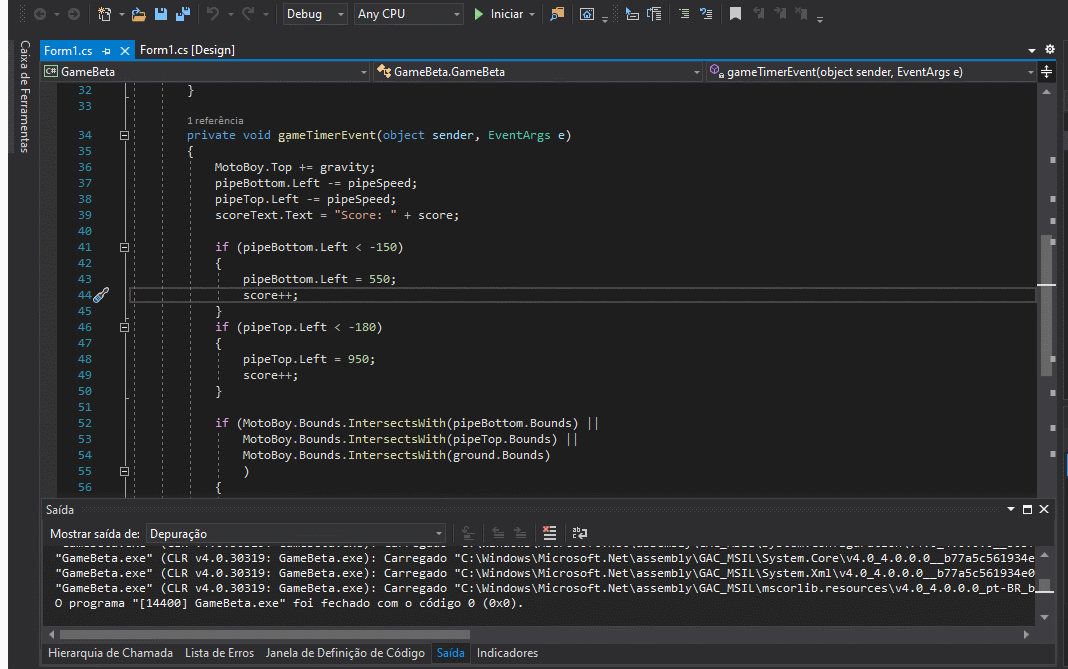 Debug Any CPU Iniciar
Caixa de Ferramentas
Form1.cs Form1.cs [Design]
C# GameBeta GameBeta.GameBeta gameTimerEvent(object sender, EventArgs e)
32 }
33
1 referência
34 private void gameTimerEvent(object sender, EventArgs e)
35 {
36 MotoBoy.Top += gravity;
37 pipeBottom.Left -= pipeSpeed;
38 pipeTop.Left -= pipeSpeed;
39 scoreText.Text = "Score: " + score;
40
41 if (pipeBottom.Left < -150)
42 {
43 pipeBottom.Left = 550;
44 score++;
45 }
46 if (pipeTop.Left < -180)
47 {
48 pipeTop.Left = 950;
49 score++;
50 }
51
52 if (MotoBoy.Bounds.IntersectsWith(pipeBottom.Bounds) ||
53 MotoBoy.Bounds.IntersectsWith(pipeTop.Bounds) ||
54 MotoBoy.Bounds.IntersectsWith(ground.Bounds)
55 )
56 {
Saída
Mostrar saída de: Depuração
"GameBeta.exe" (CLR v4.0.30319: GameBeta.exe): Carregado "C:\Windows\Microsoft.Net\assembly\GAC_MSIL\System.Core\v4.0_4.0.0.0__b77a5c561934e
"GameBeta.exe" (CLR v4.0.30319: GameBeta.exe): Carregado "C:\Windows\Microsoft.Net\assembly\GAC_MSIL\System.Xml\v4.0_4.0.0.0__b77a5c561934e0
"GameBeta.exe" (CLR v4.0.30319: GameBeta.exe): Carregado "C:\Windows\Microsoft.Net\assembly\GAC_MSIL\mscorlib.resources\v4.0_4.0.0.0_pt-BR_b
O programa "[14400] GameBeta.exe" foi fechado com o código 0 (0x0).
Hierarquia de Chamada Lista de Erros Janela de Definição de Código Saída Indicadores